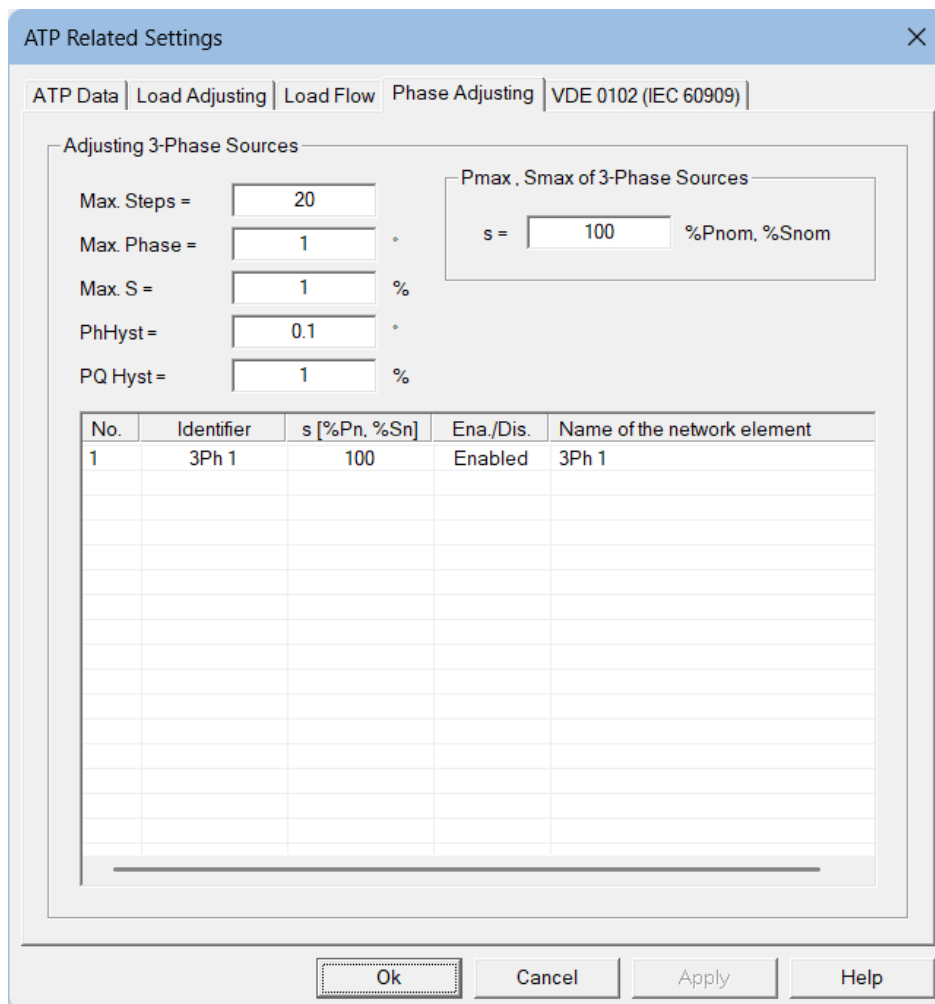 ATP Related Settings
ATP Data Load Adjusting Load Flow Phase Adjusting VDE 0102 (IEC 60909)
Adjusting 3-Phase Sources
Max. Steps = 20
Max. Phase = 1 °
Max. S = 1 %
PhHyst = 0.1 °
PQ Hyst = 1 %
Pmax , Smax of 3-Phase Sources
s = 100 %Pnom, %Snom
No. Identifier s [%Pn, %Sn] Ena./Dis. Name of the network element
1 3Ph 1 100 Enabled 3Ph 1
Ok Cancel Apply Help